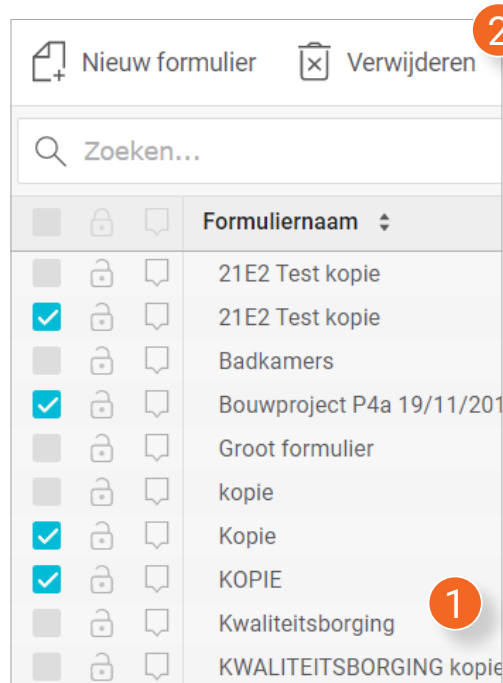 Nieuw formulier Verwijderen 2
Zoeken...
Formuliernaam
21E2 Test kopie
21E2 Test kopie
Badkamers
Bouwproject P4a 19/11/201
Groot formulier
kopie
Kopie
KOPIE
1
Kwaliteitsborging
KWALITEITSBORGING kopie